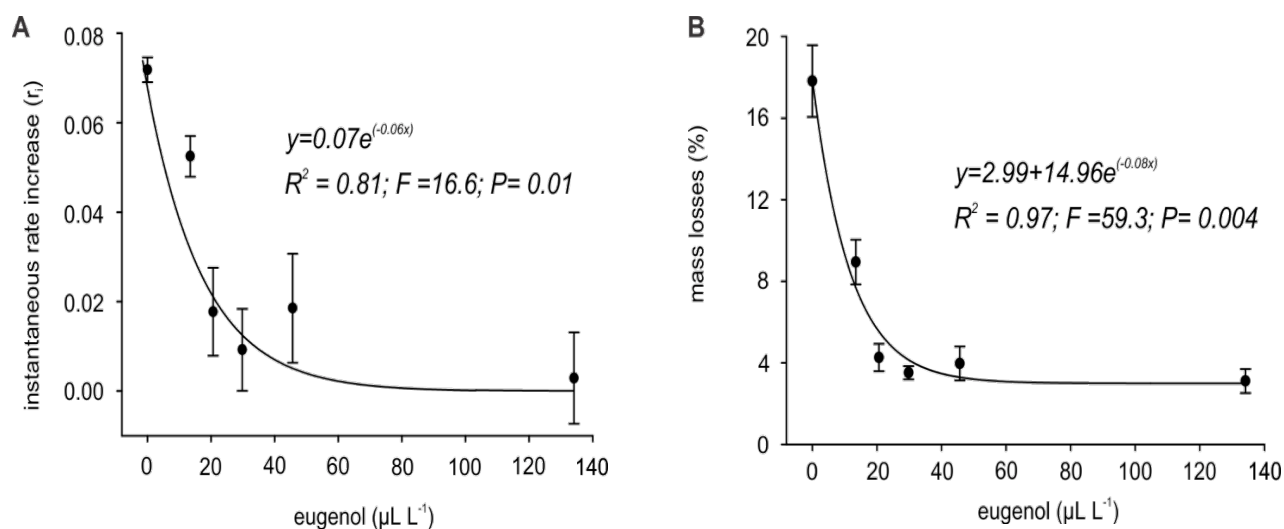 A
instantaneous rate increase (rᵢ)
0.08
0.06
0.04
0.02
0.00
y=0.07e^(-0.06x)
R² = 0.81; F =16.6; P= 0.01
0 20 40 60 80 100 120 140
eugenol (µL L⁻¹)
B
mass losses (%)
20
16
12
8
4
0
y=2.99+14.96e^(-0.08x)
R² = 0.97; F =59.3; P= 0.004
0 20 40 60 80 100 120 140
eugenol (µL L⁻¹)